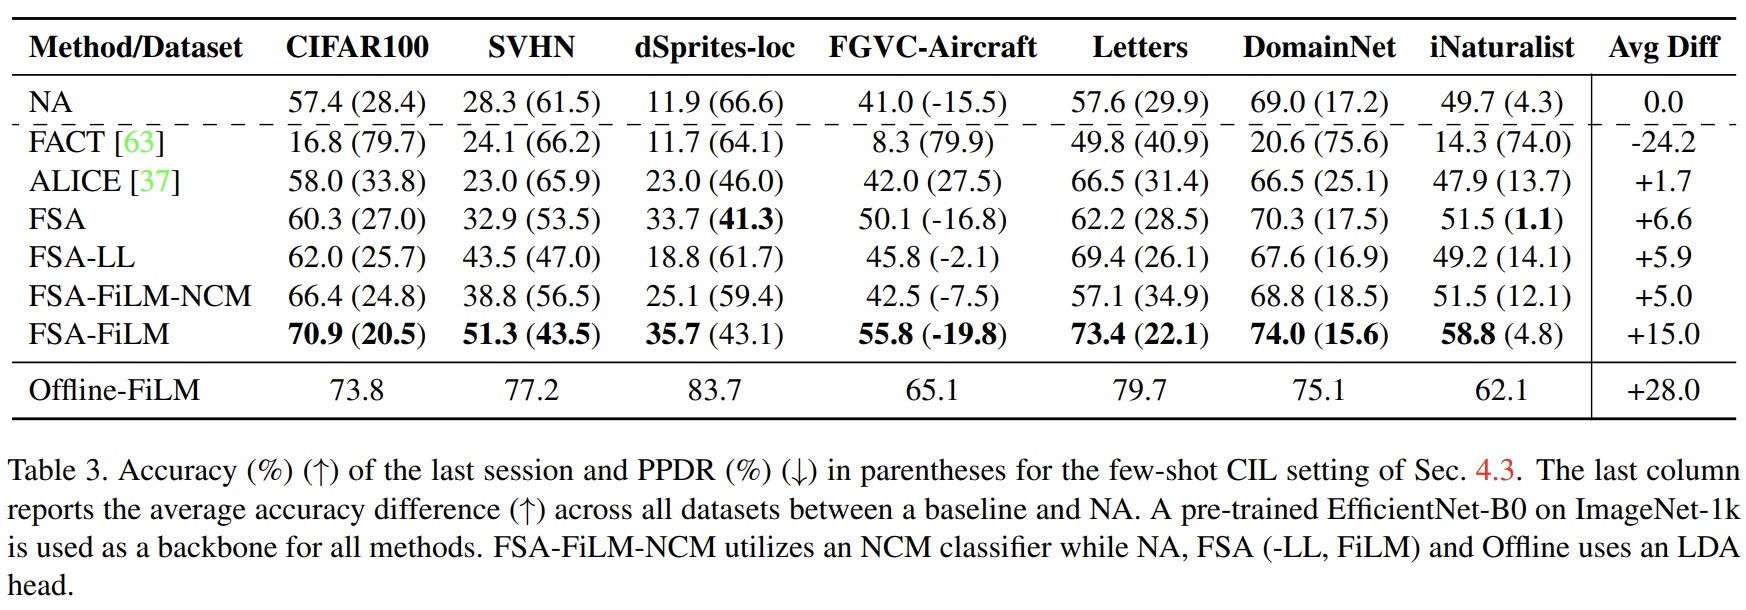 Method/Dataset CIFAR100 SVHN dSprites-loc FGVC-Aircraft Letters DomainNet iNaturalist Avg Diff
NA 57.4 (28.4) 28.3 (61.5) 11.9 (66.6) 41.0 (-15.5) 57.6 (29.9) 69.0 (17.2) 49.7 (4.3) 0.0
FACT [63] 16.8 (79.7) 24.1 (66.2) 11.7 (64.1) 8.3 (79.9) 49.8 (40.9) 20.6 (75.6) 14.3 (74.0) -24.2
ALICE [37] 58.0 (33.8) 23.0 (65.9) 23.0 (46.0) 42.0 (27.5) 66.5 (31.4) 66.5 (25.1) 47.9 (13.7) +1.7
FSA 60.3 (27.0) 32.9 (53.5) 33.7 (41.3) 50.1 (-16.8) 62.2 (28.5) 70.3 (17.5) 51.5 (1.1) +6.6
FSA-LL 62.0 (25.7) 43.5 (47.0) 18.8 (61.7) 45.8 (-2.1) 69.4 (26.1) 67.6 (16.9) 49.2 (14.1) +5.9
FSA-FiLM-NCM 66.4 (24.8) 38.8 (56.5) 25.1 (59.4) 42.5 (-7.5) 57.1 (34.9) 68.8 (18.5) 51.5 (12.1) +5.0
FSA-FiLM 70.9 (20.5) 51.3 (43.5) 35.7 (43.1) 55.8 (-19.8) 73.4 (22.1) 74.0 (15.6) 58.8 (4.8) +15.0
Offline-FiLM 73.8 77.2 83.7 65.1 79.7 75.1 62.1 +28.0
Table 3. Accuracy (%) (↑) of the last session and PPDR (%) (↓) in parentheses for the few-shot CIL setting of Sec. 4.3. The last column
reports the average accuracy difference (↑) across all datasets between a baseline and NA. A pre-trained EfficientNet-B0 on ImageNet-1k
is used as a backbone for all methods. FSA-FiLM-NCM utilizes an NCM classifier while NA, FSA (-LL, FiLM) and Offline uses an LDA
head.